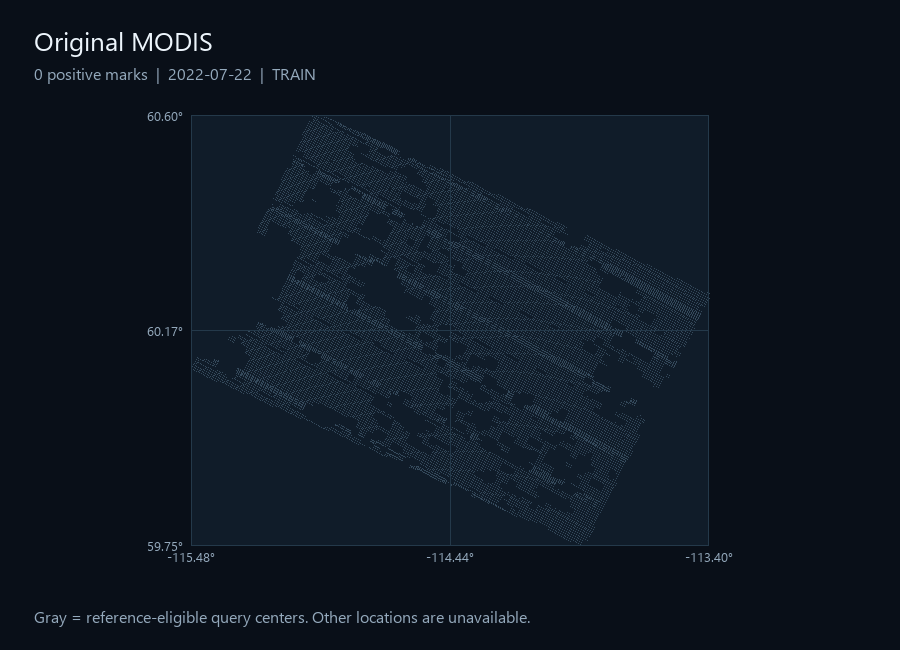 Original MODIS
0 positive marks | 2022-07-22 | TRAIN
60.60°
60.17°
59.75°
-115.48°
-114.44°
-113.40°
Gray = reference-eligible query centers. Other locations are unavailable.